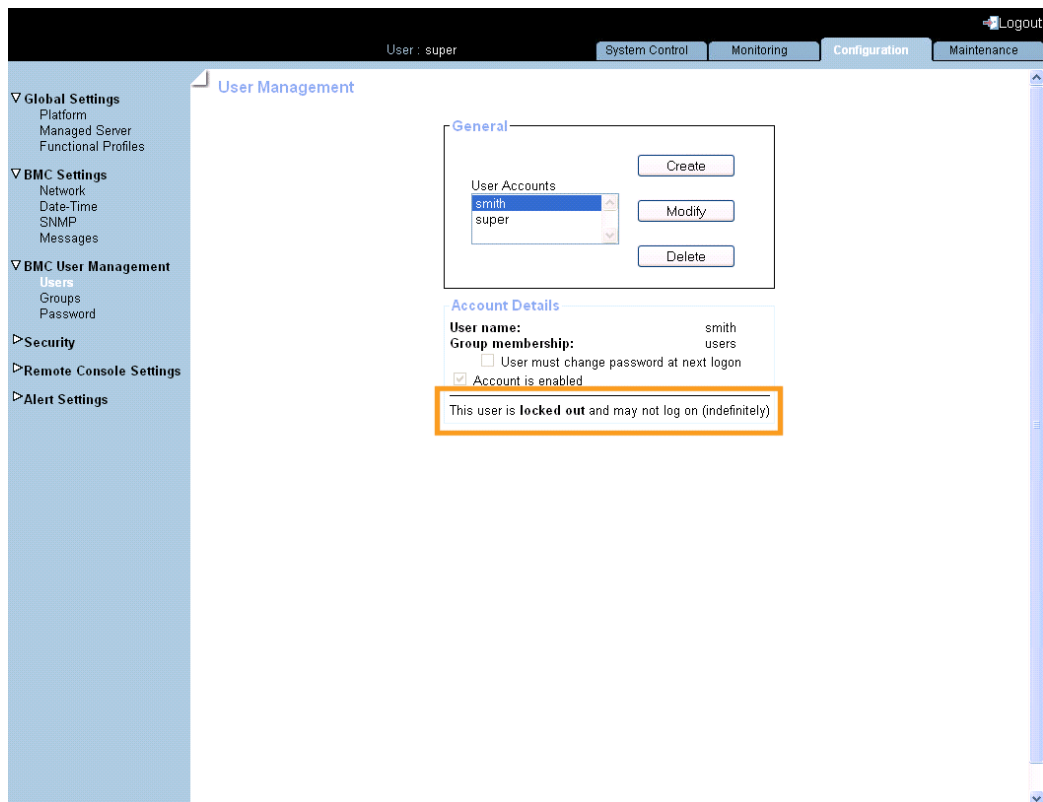 Logout
User : super
System Control
Monitoring
Configuration
Maintenance
Global Settings
Platform
Managed Server
Functional Profiles
BMC Settings
Network
Date-Time
SNMP
Messages
BMC User Management
Users
Groups
Password
Security
Remote Console Settings
Alert Settings
User Management
General
User Accounts
smith
super
Create
Modify
Delete
Account Details
User name: smith
Group membership: users
User must change password at next logon
Account is enabled
This user is locked out and may not log on (indefinitely)